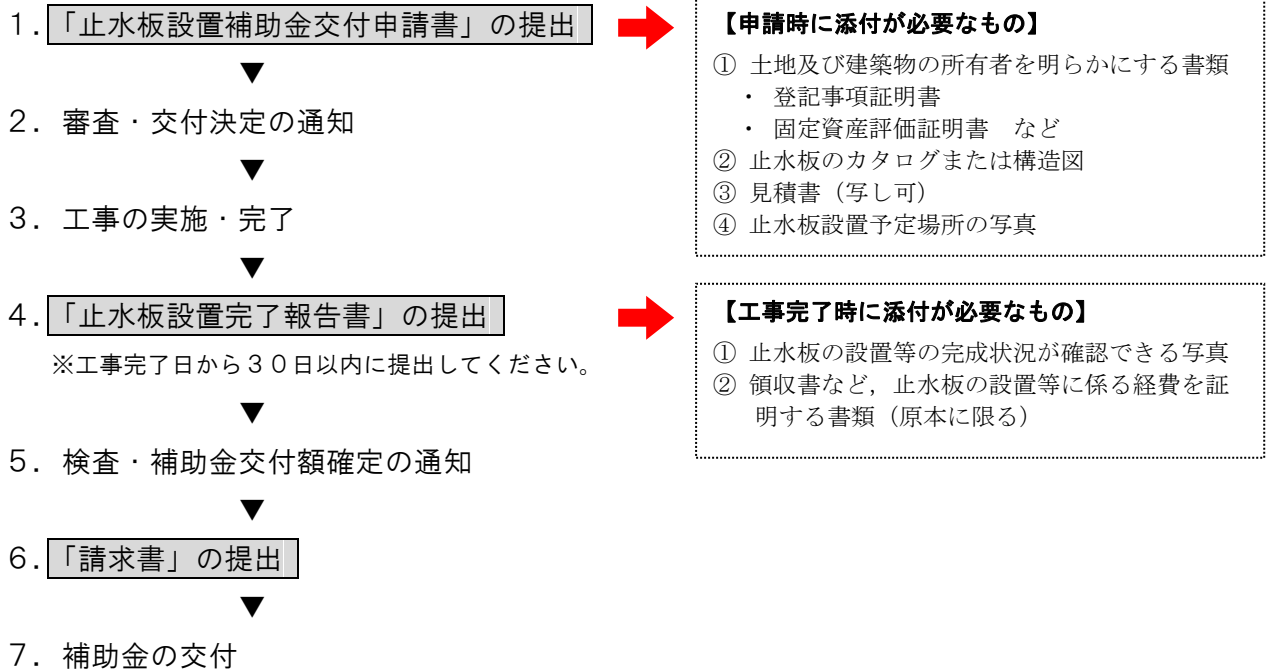 １．「止水板設置補助金交付申請書」の提出
▼
２．審査・交付決定の通知
▼
３．工事の実施・完了
▼
４．「止水板設置完了報告書」の提出
※工事完了日から３０日以内に提出してください。
▼
５．検査・補助金交付額確定の通知
▼
６．「請求書」の提出
▼
７．補助金の交付
【申請時に添付が必要なもの】
① 土地及び建築物の所有者を明らかにする書類
・ 登記事項証明書
・ 固定資産評価証明書　など
② 止水板のカタログまたは構造図
③ 見積書（写し可）
④ 止水板設置予定場所の写真
【工事完了時に添付が必要なもの】
① 止水板の設置等の完成状況が確認できる写真
② 領収書など，止水板の設置等に係る経費を証
明する書類（原本に限る）